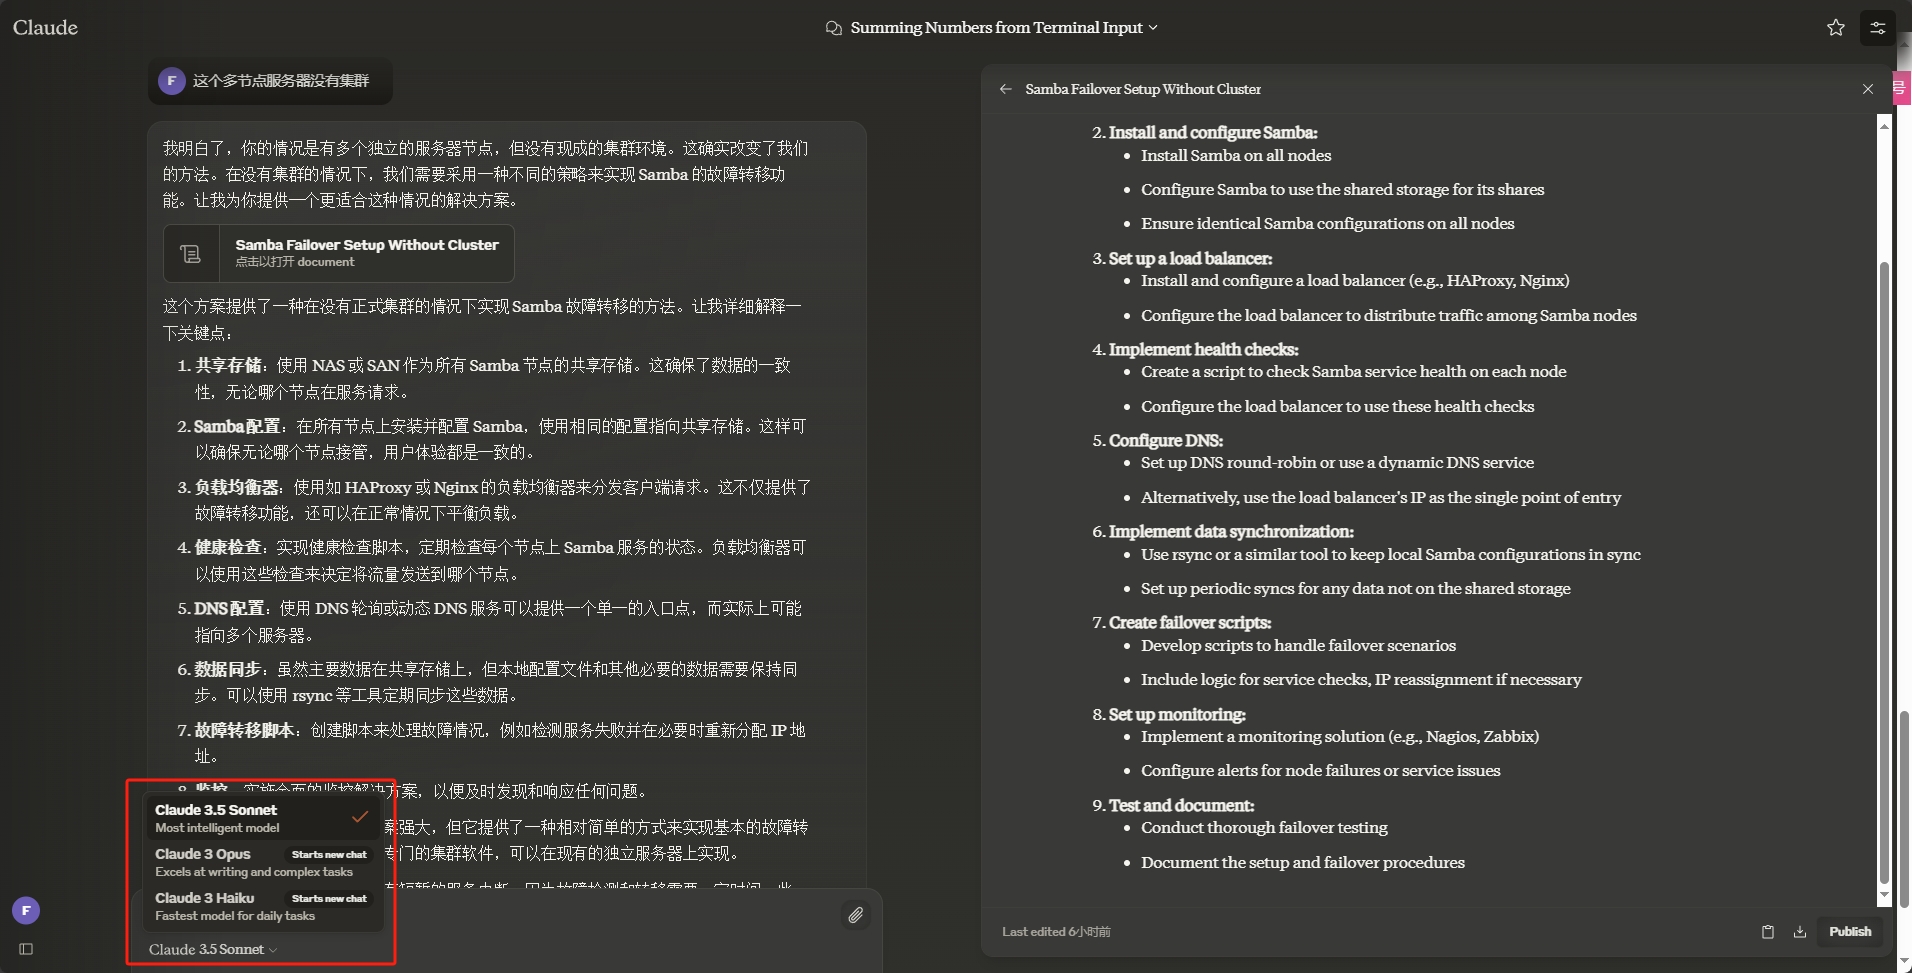 Claude
Summing Numbers from Terminal Input
F
这个多节点服务器没有集群
我明白了，你的情况是有多个独立的服务器节点，但没有现成的集群环境。这确实改变了我们
的方法。在没有集群的情况下，我们需要采用一种不同的策略来实现 Samba 的故障转移功
能。让我为你提供一个更适合这种情况的解决方案。
Samba Failover Setup Without Cluster
点击以打开 document
这个方案提供了一种在没有正式集群的情况下实现 Samba 故障转移的方法。让我详细解释一
下关键点：
1. 共享存储：使用 NAS 或 SAN 作为所有 Samba 节点的共享存储。这确保了数据的一致
性，无论哪个节点在服务请求。
2. Samba 配置：在所有节点上安装并配置 Samba，使用相同的配置指向共享存储。这样可
以确保无论哪个节点接管，用户体验都是一致的。
3. 负载均衡器：使用如 HAProxy 或 Nginx 的负载均衡器来分发客户端请求。这不仅提供了
故障转移功能，还可以在正常情况下平衡负载。
4. 健康检查：实现健康检查脚本，定期检查每个节点上 Samba 服务的状态。负载均衡器可
以使用这些检查来决定将流量发送到哪个节点。
5. DNS 配置：使用 DNS 轮询或动态 DNS 服务可以提供一个单一的入口点，而实际上可能
指向多个服务器。
6. 数据同步：虽然主要数据在共享存储上，但本地配置文件和其他必要的数据需要保持同
步。可以使用 rsync 等工具定期同步这些数据。
7. 故障转移脚本：创建脚本来处理故障情况，例如检测服务失败并在必要时重新分配 IP 地
址。
8. 监控：实施全面的监控解决方案，以便及时发现和响应任何问题。
案强大，但它提供了一种相对简单的方式来实现基本的故障转
专门的集群软件，可以在现有的独立服务器上实现。
Claude 3.5 Sonnet
Most intelligent model
Claude 3 Opus Starts new chat
Excels at writing and complex tasks
Claude 3 Haiku Starts new chat
Fastest model for daily tasks
Claude 3.5 Sonnet
F
Samba Failover Setup Without Cluster
2. Install and configure Samba:
• Install Samba on all nodes
• Configure Samba to use the shared storage for its shares
• Ensure identical Samba configurations on all nodes
3. Set up a load balancer:
• Install and configure a load balancer (e.g., HAProxy, Nginx)
• Configure the load balancer to distribute traffic among Samba nodes
4. Implement health checks:
• Create a script to check Samba service health on each node
• Configure the load balancer to use these health checks
5. Configure DNS:
• Set up DNS round-robin or use a dynamic DNS service
• Alternatively, use the load balancer's IP as the single point of entry
6. Implement data synchronization:
• Use rsync or a similar tool to keep local Samba configurations in sync
• Set up periodic syncs for any data not on the shared storage
7. Create failover scripts:
• Develop scripts to handle failover scenarios
• Include logic for service checks, IP reassignment if necessary
8. Set up monitoring:
• Implement a monitoring solution (e.g., Nagios, Zabbix)
• Configure alerts for node failures or service issues
9. Test and document:
• Conduct thorough failover testing
• Document the setup and failover procedures
Last edited 6小时前
Publish
号